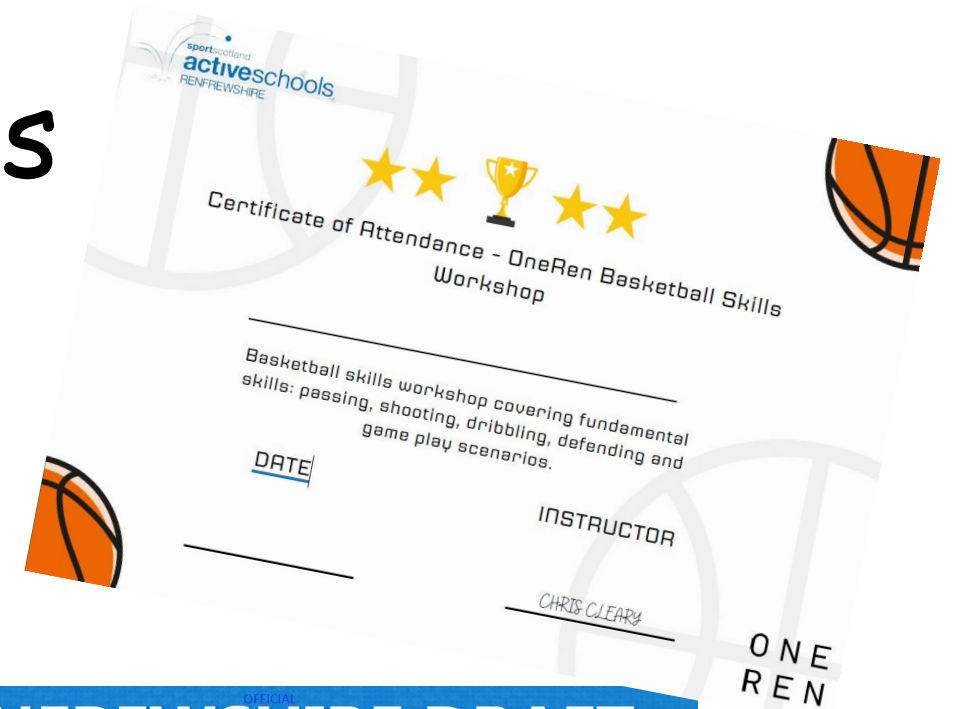 sportscotland
activeschools
RENFREWSHIRE
s
Certificate of Attendance - OneRen Basketball Skills
Workshop
Basketball skills workshop covering fundamental
skills: passing, shooting, dribbling, defending and
game play scenarios.
DATE
INSTRUCTOR
CHRIS CLEARY
ONE
REN
OFFICIAL